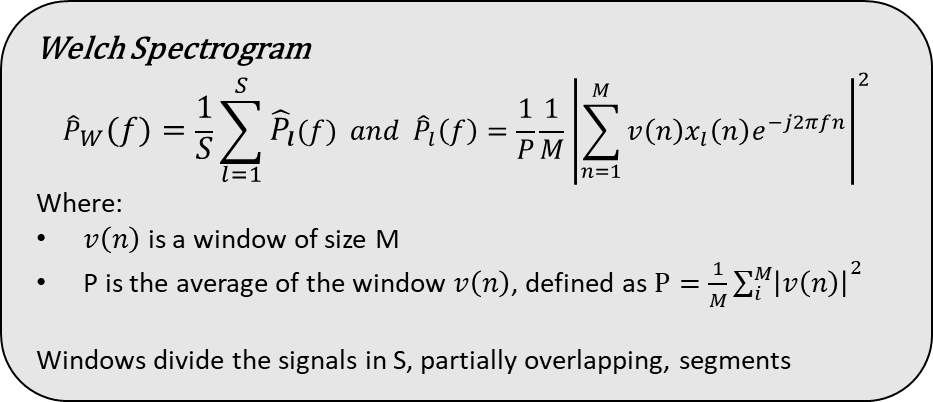 Welch Spectrogram
P̂_W(f) = 1/S ∑_{l=1}^{S} P̂_l(f) and P̂_l(f) = 1/P 1/M |∑_{n=1}^{M} v(n)x_l(n)e^{−j2πfn}|^2
Where:
• v(n) is a window of size M
• P is the average of the window v(n), defined as P = 1/M ∑_i^M |v(n)|^2
Windows divide the signals in S, partially overlapping, segments